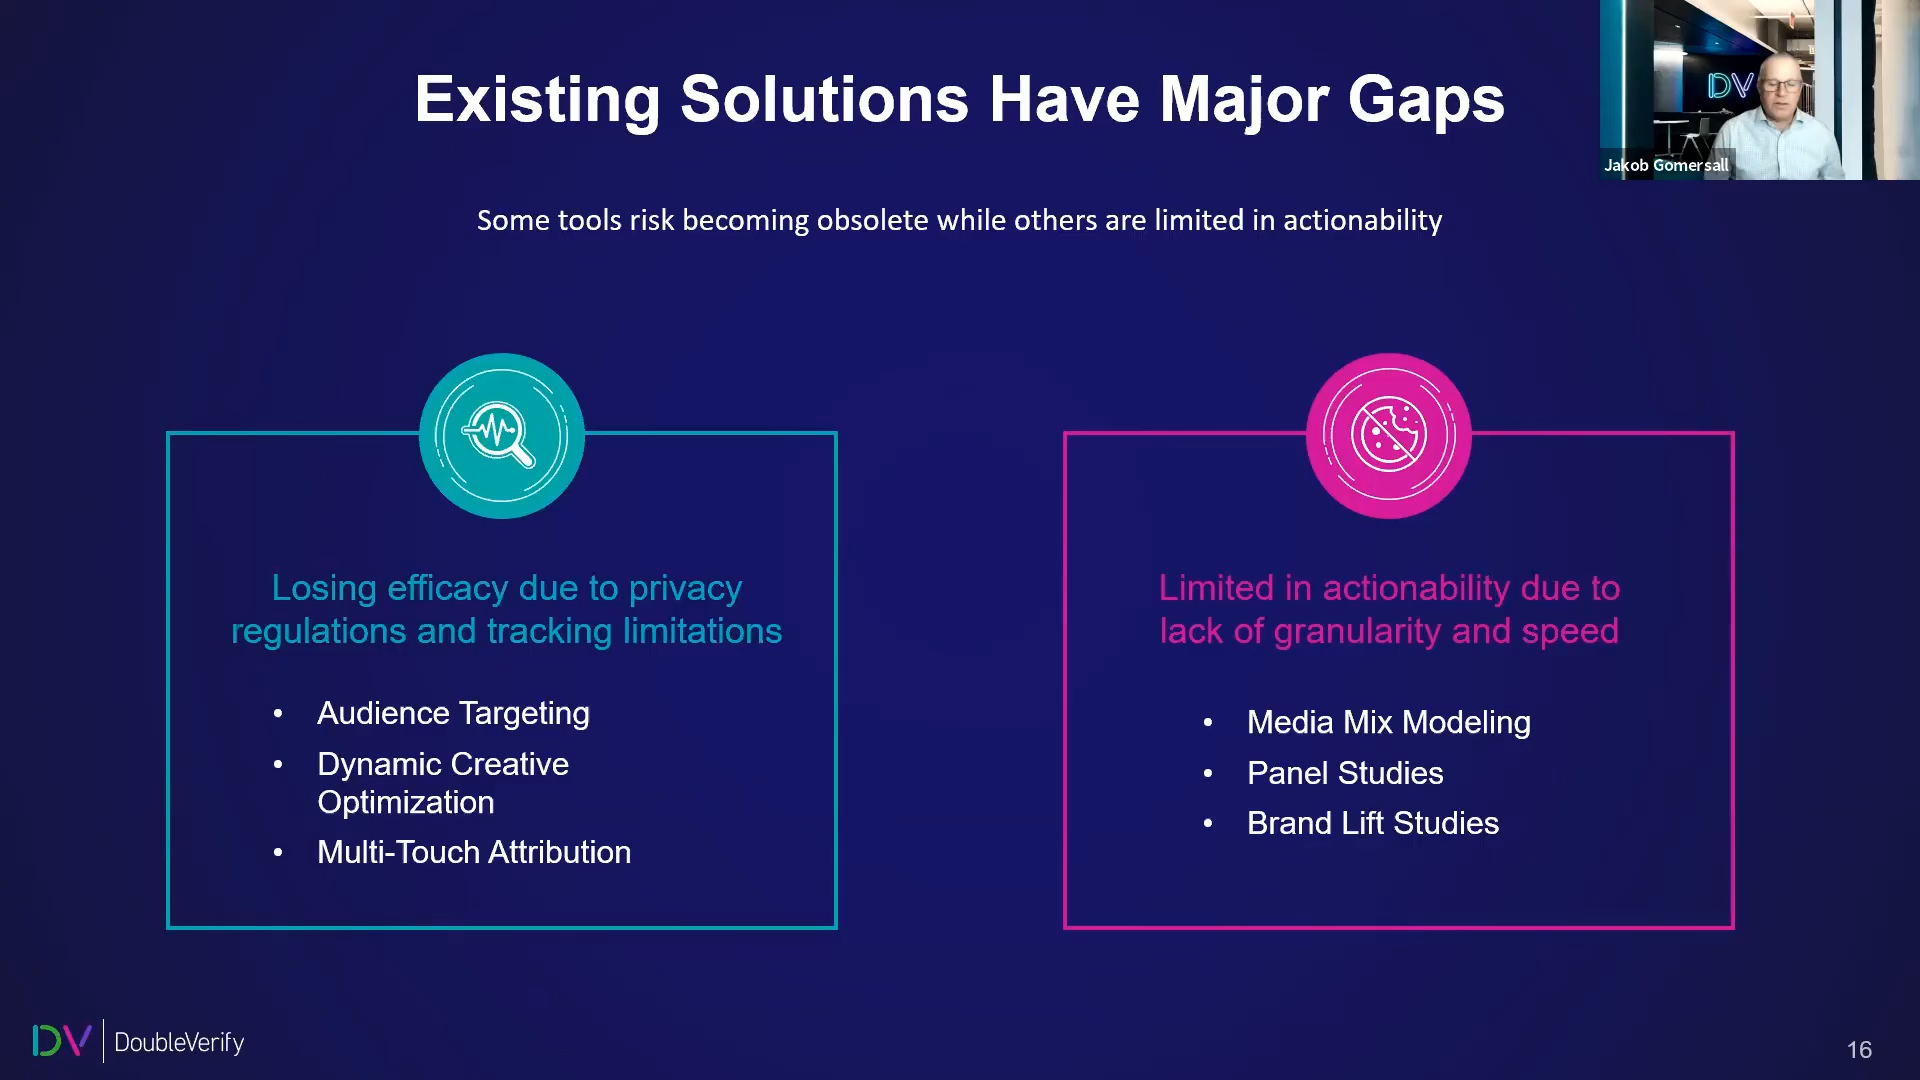 Existing Solutions Have Major Gaps
DV
Jakob Gomersall
Some tools risk becoming obsolete while others are limited in actionability
Losing efficacy due to privacy
regulations and tracking limitations
• Audience Targeting
• Dynamic Creative
Optimization
• Multi-Touch Attribution
Limited in actionability due to
lack of granularity and speed
• Media Mix Modeling
• Panel Studies
• Brand Lift Studies
DV DoubleVerify
16